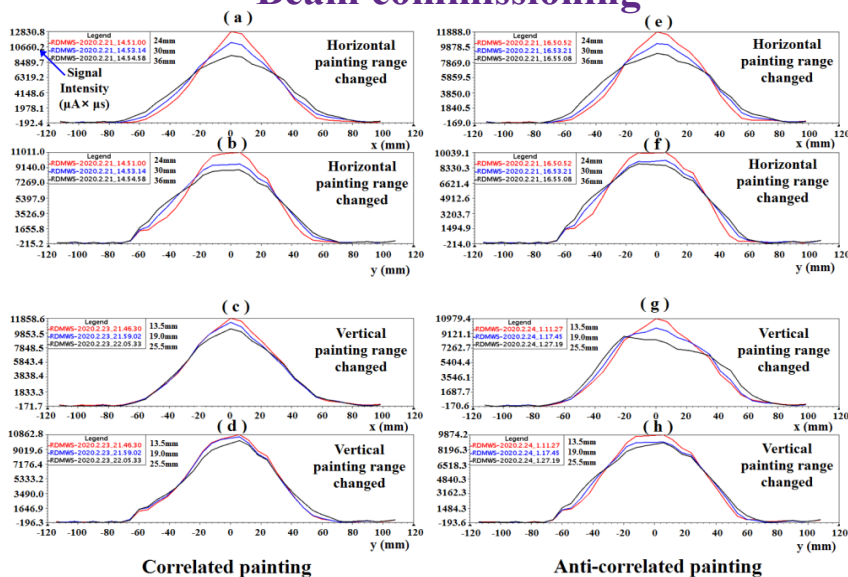 Beam commissioning
( a )
12830.8
10660.2
8489.7
6319.2
4148.6
1978.1
-192.4
Legend
-RDMWS-2020.2.21_14.51.00
-RDMWS-2020.2.21_14.53.14
-RDMWS-2020.2.21_14.54.58
24mm
30mm
36mm
Signal
Intensity
(μA× μs)
Horizontal
painting range
changed
-120 -100 -80 -60 -40 -20 0 20 40 60 80 100 120
x (mm)
( b )
11011.0
9140.0
7269.0
5397.9
3526.9
1655.8
-215.2
Legend
-RDMWS-2020.2.21_14.51.00
-RDMWS-2020.2.21_14.53.14
-RDMWS-2020.2.21_14.54.58
24mm
30mm
36mm
Horizontal
painting range
changed
-120 -100 -80 -60 -40 -20 0 20 40 60 80 100 120
y (mm)
( c )
11858.6
9853.5
7848.5
5843.4
3838.4
1833.3
-171.7
Legend
-RDMWS-2020.2.23_21.46.30
-RDMWS-2020.2.23_21.59.02
-RDMWS-2020.2.23_22.05.33
13.5mm
19.0mm
25.5mm
Vertical
painting range
changed
-120 -100 -80 -60 -40 -20 0 20 40 60 80 100 120
x (mm)
( d )
10862.8
9019.6
7176.4
5333.2
3490.0
1646.9
-196.3
Legend
-RDMWS-2020.2.23_21.46.30
-RDMWS-2020.2.23_21.59.02
-RDMWS-2020.2.23_22.05.33
13.5mm
19.0mm
25.5mm
Vertical
painting range
changed
-120 -100 -80 -60 -40 -20 0 20 40 60 80 100 120
y (mm)
Correlated painting
( e )
11888.0
9878.5
7869.0
5859.5
3850.0
1840.5
-169.0
Legend
-RDMWS-2020.2.21_16.50.52
-RDMWS-2020.2.21_16.53.21
-RDMWS-2020.2.21_16.55.08
24mm
30mm
36mm
Horizontal
painting range
changed
-120 -100 -80 -60 -40 -20 0 20 40 60 80 100 120
x (mm)
( f )
10039.1
8330.3
6621.4
4912.6
3203.7
1494.9
-214.0
Legend
-RDMWS-2020.2.21_16.50.52
-RDMWS-2020.2.21_16.53.21
-RDMWS-2020.2.21_16.55.08
24mm
30mm
36mm
Horizontal
painting range
changed
-120 -100 -80 -60 -40 -20 0 20 40 60 80 100 120
y (mm)
( g )
10979.4
9121.1
7262.7
5404.4
3546.1
1687.7
-170.6
Legend
-RDMWS-2020.2.24_1.11.27
-RDMWS-2020.2.24_1.17.45
-RDMWS-2020.2.24_1.27.19
13.5mm
19.0mm
25.5mm
Vertical
painting range
changed
-120 -100 -80 -60 -40 -20 0 20 40 60 80 100 120
x (mm)
( h )
9874.2
8196.3
6518.3
4840.3
3162.3
1484.3
-193.6
Legend
-RDMWS-2020.2.24_1.11.27
-RDMWS-2020.2.24_1.17.45
-RDMWS-2020.2.24_1.27.19
13.5mm
19.0mm
25.5mm
Vertical
painting range
changed
-120 -100 -80 -60 -40 -20 0 20 40 60 80 100 120
y (mm)
Anti-correlated painting